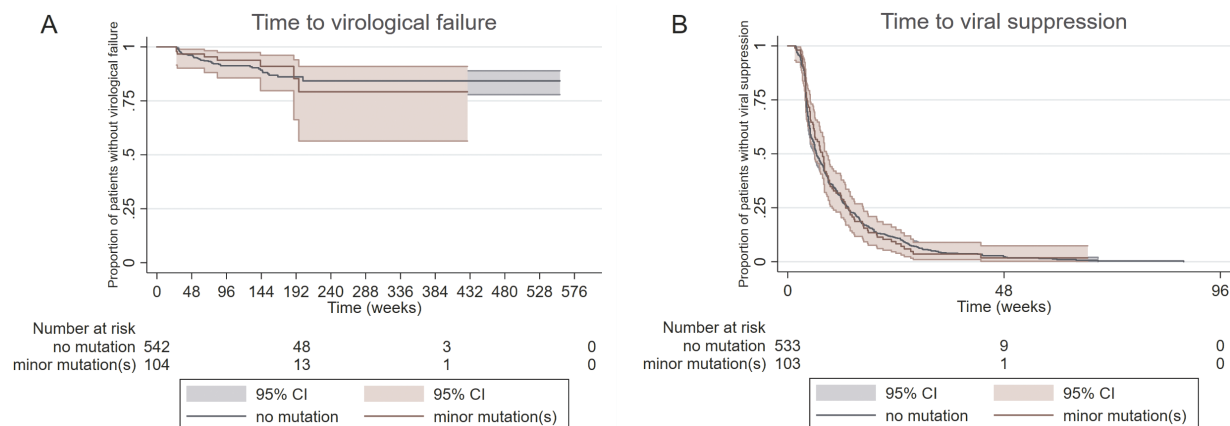 A
Time to virological failure
Proportion of patients without virological failure
1
.75
.5
.25
0
0 48 96 144 192 240 288 336 384 432 480 528 576
Time (weeks)
Number at risk
no mutation 542 48 3 0
minor mutation(s) 104 13 1 0
95% CI 95% CI
no mutation minor mutation(s)
B
Time to viral suppression
Proportion of patients without viral suppression
1
.75
.5
.25
0
0 48 96
Time (weeks)
Number at risk
no mutation 533 9 0
minor mutation(s) 103 1 0
95% CI 95% CI
no mutation minor mutation(s)